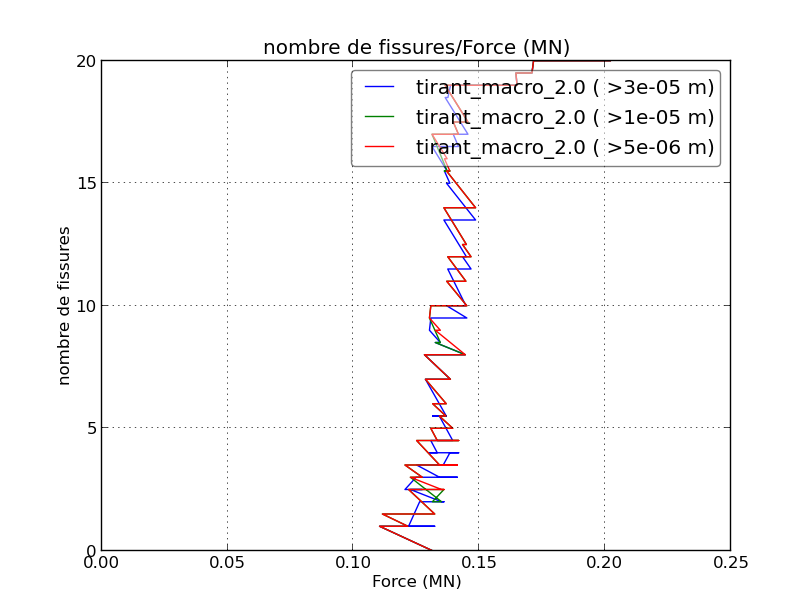 nombre de fissures/Force (MN)
20
15
10
5
0
nombre de fissures
tirant_macro_2.0 ( >3e-05 m)
tirant_macro_2.0 ( >1e-05 m)
tirant_macro_2.0 ( >5e-06 m)
0.00 0.05 0.10 0.15 0.20 0.25
Force (MN)